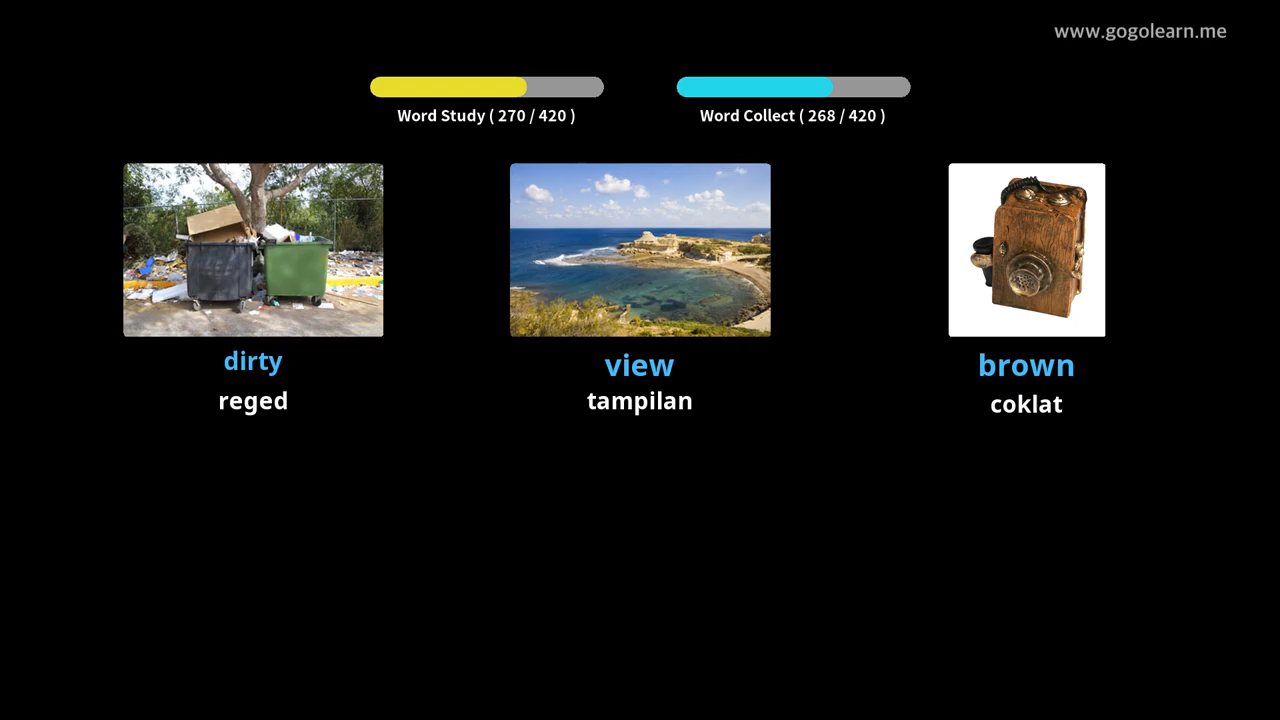 www.gogolearn.me
Word Study ( 270 / 420 )
Word Collect ( 268 / 420 )
dirty
reged
view
tampilan
brown
coklat